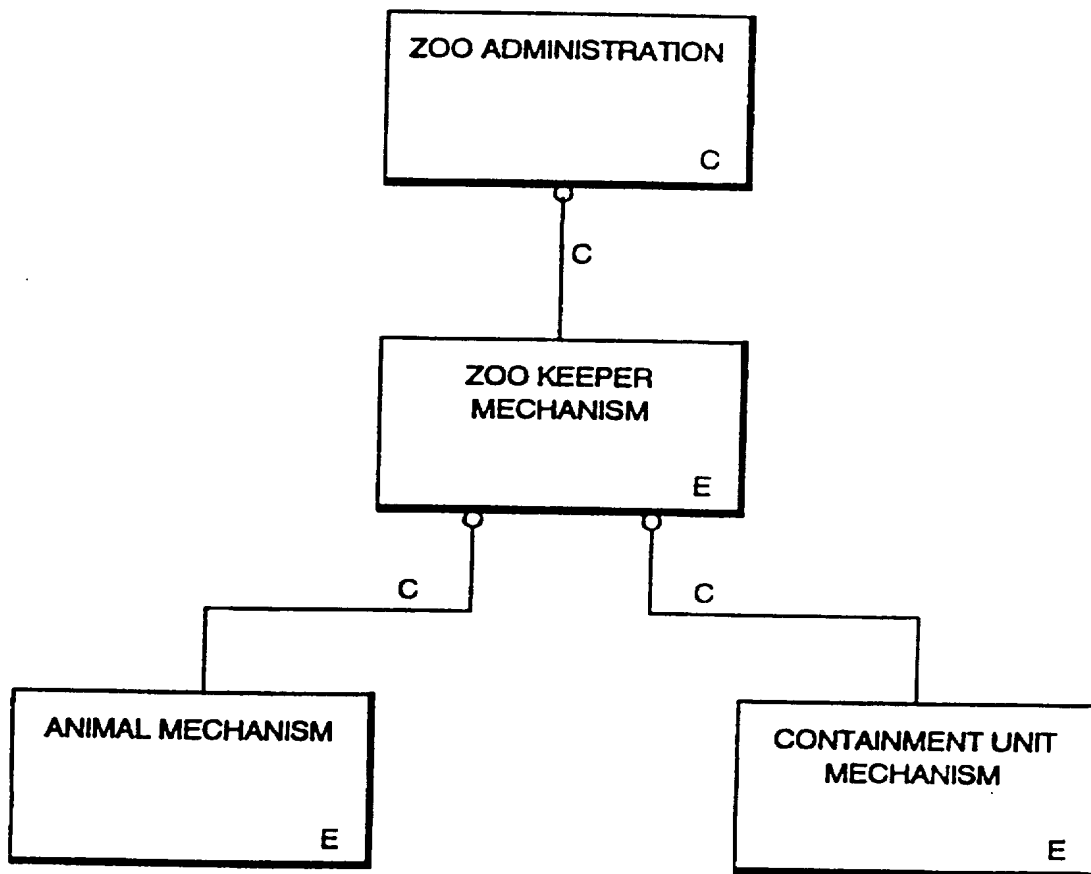 ZOO ADMINISTRATION
C
C
ZOO KEEPER
MECHANISM
E
C
C
ANIMAL MECHANISM
E
CONTAINMENT UNIT
MECHANISM
E